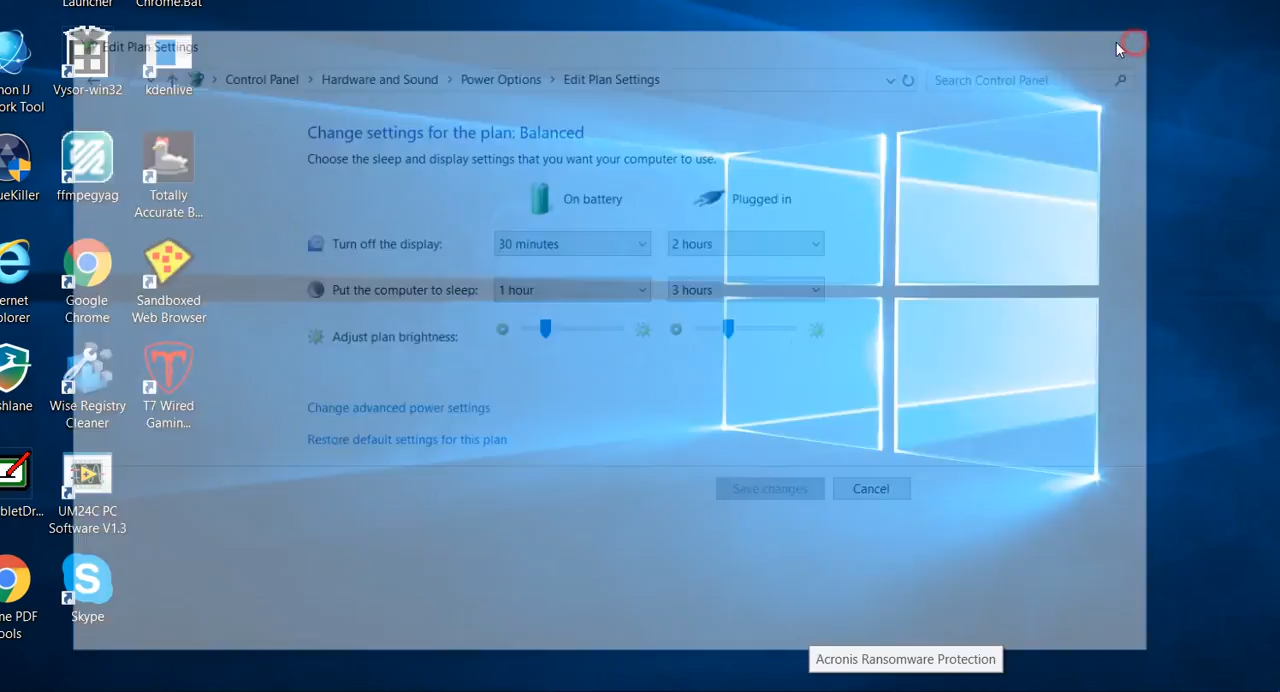 Launcher
Chrome.Bat
Edit Plan Settings
Vysor-win32
kdenlive
Control Panel > Hardware and Sound > Power Options > Edit Plan Settings
Search Control Panel
Change settings for the plan: Balanced
Choose the sleep and display settings that you want your computer to use.
On battery
Plugged in
ffmpegyag
Totally
Accurate B...
Turn off the display:
30 minutes
2 hours
Put the computer to sleep:
1 hour
3 hours
Google
Chrome
Sandboxed
Web Browser
Adjust plan brightness:
Wise Registry
Cleaner
T7 Wired
Gamin...
Change advanced power settings
Restore default settings for this plan
Save changes
Cancel
UM24C PC
Software V1.3
Skype
Acronis Ransomware Protection